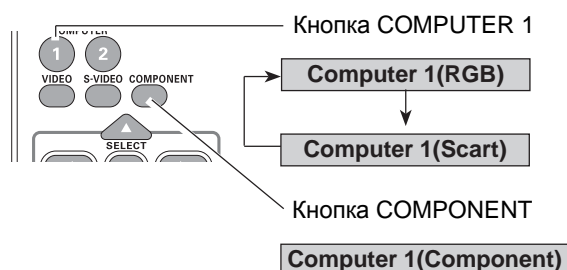 Кнопка COMPUTER 1
1 2
VIDEO S-VIDEO COMPONENT
Computer 1(RGB)
SELECT
Computer 1(Scart)
Кнопка COMPONENT
Computer 1(Component)